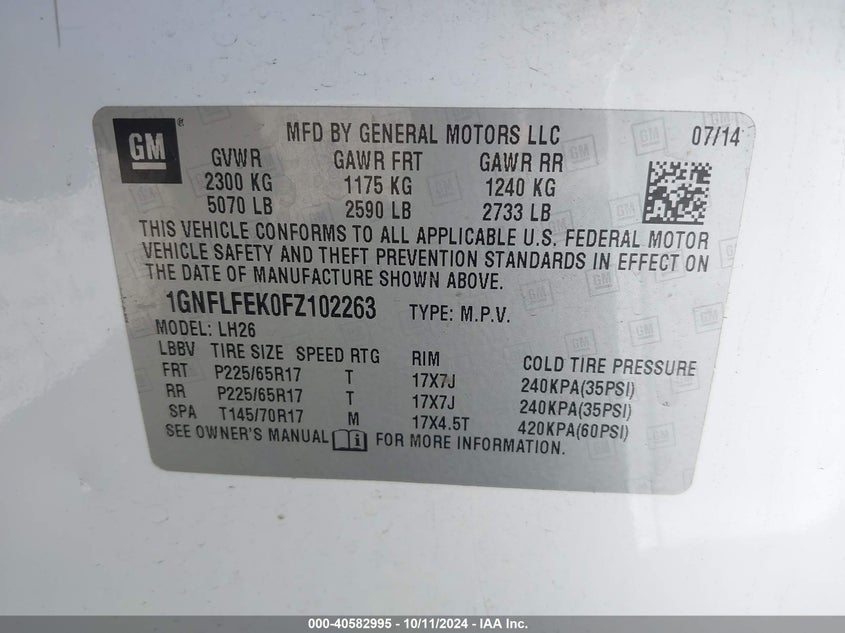 GM ® MFD BY GENERAL MOTORS LLC 07/14
GVWR GAWR FRT GAWR RR
2300 KG 1175 KG 1240 KG
5070 LB 2590 LB 2733 LB
THIS VEHICLE CONFORMS TO ALL APPLICABLE U.S. FEDERAL MOTOR
VEHICLE SAFETY AND THEFT PREVENTION STANDARDS IN EFFECT ON
THE DATE OF MANUFACTURE SHOWN ABOVE.
1GNFLFEK0FZ102263 TYPE: M.P.V.
MODEL: LH26
LBBV TIRE SIZE SPEED RTG RIM COLD TIRE PRESSURE
FRT P225/65R17 T 17X7J 240KPA(35PSI)
RR P225/65R17 T 17X7J 240KPA(35PSI)
SPA T145/70R17 M 17X4.5T 420KPA(60PSI)
SEE OWNER'S MANUAL FOR MORE INFORMATION.
000-40582995 - 10/11/2024 - IAA Inc.